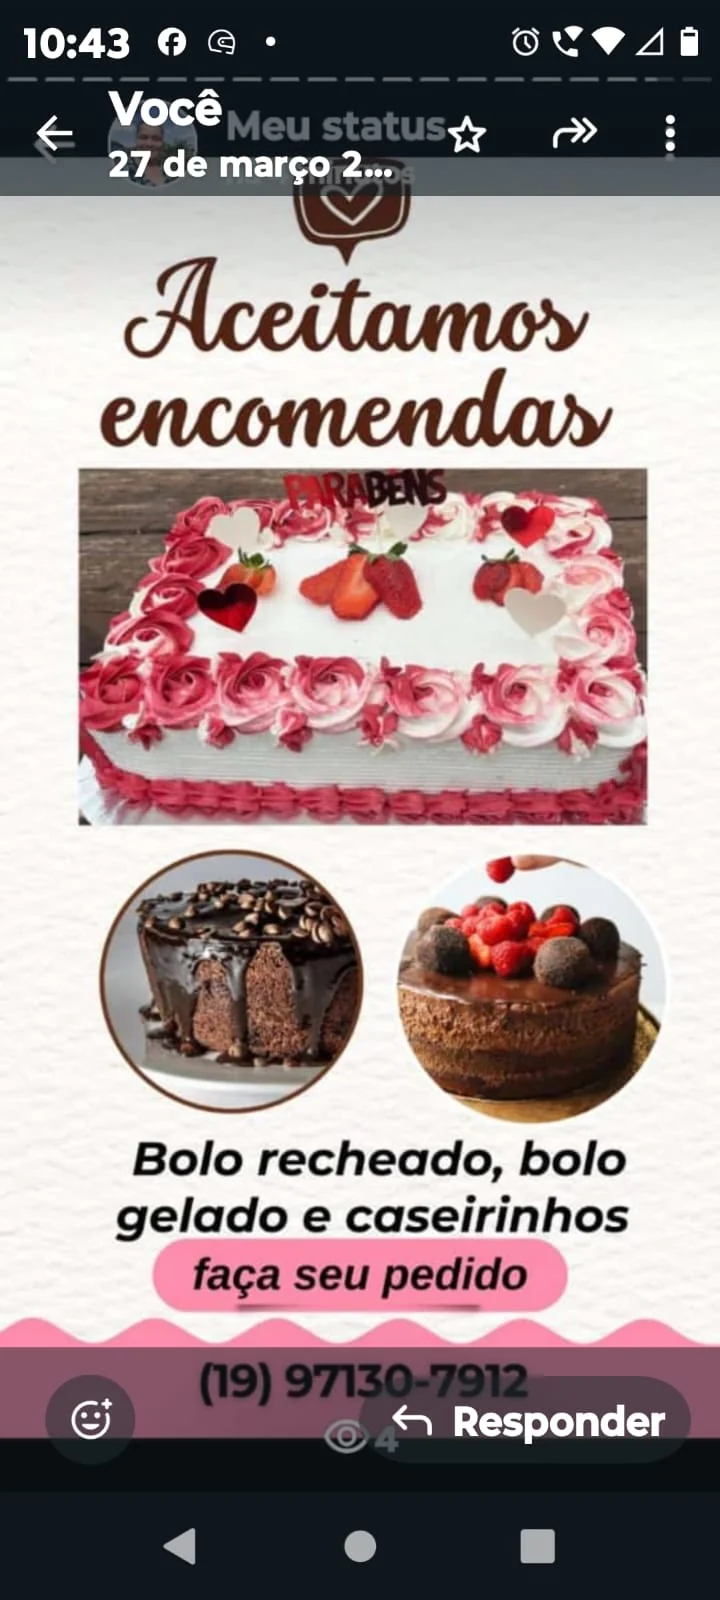 10:43
Você
Meu status
27 de março 2...
minutos
Aceitamos
encomendas
PARABÉNS
Bolo recheado, bolo
gelado e caseirinhos
faça seu pedido
(19) 97130-7912
4
Responder